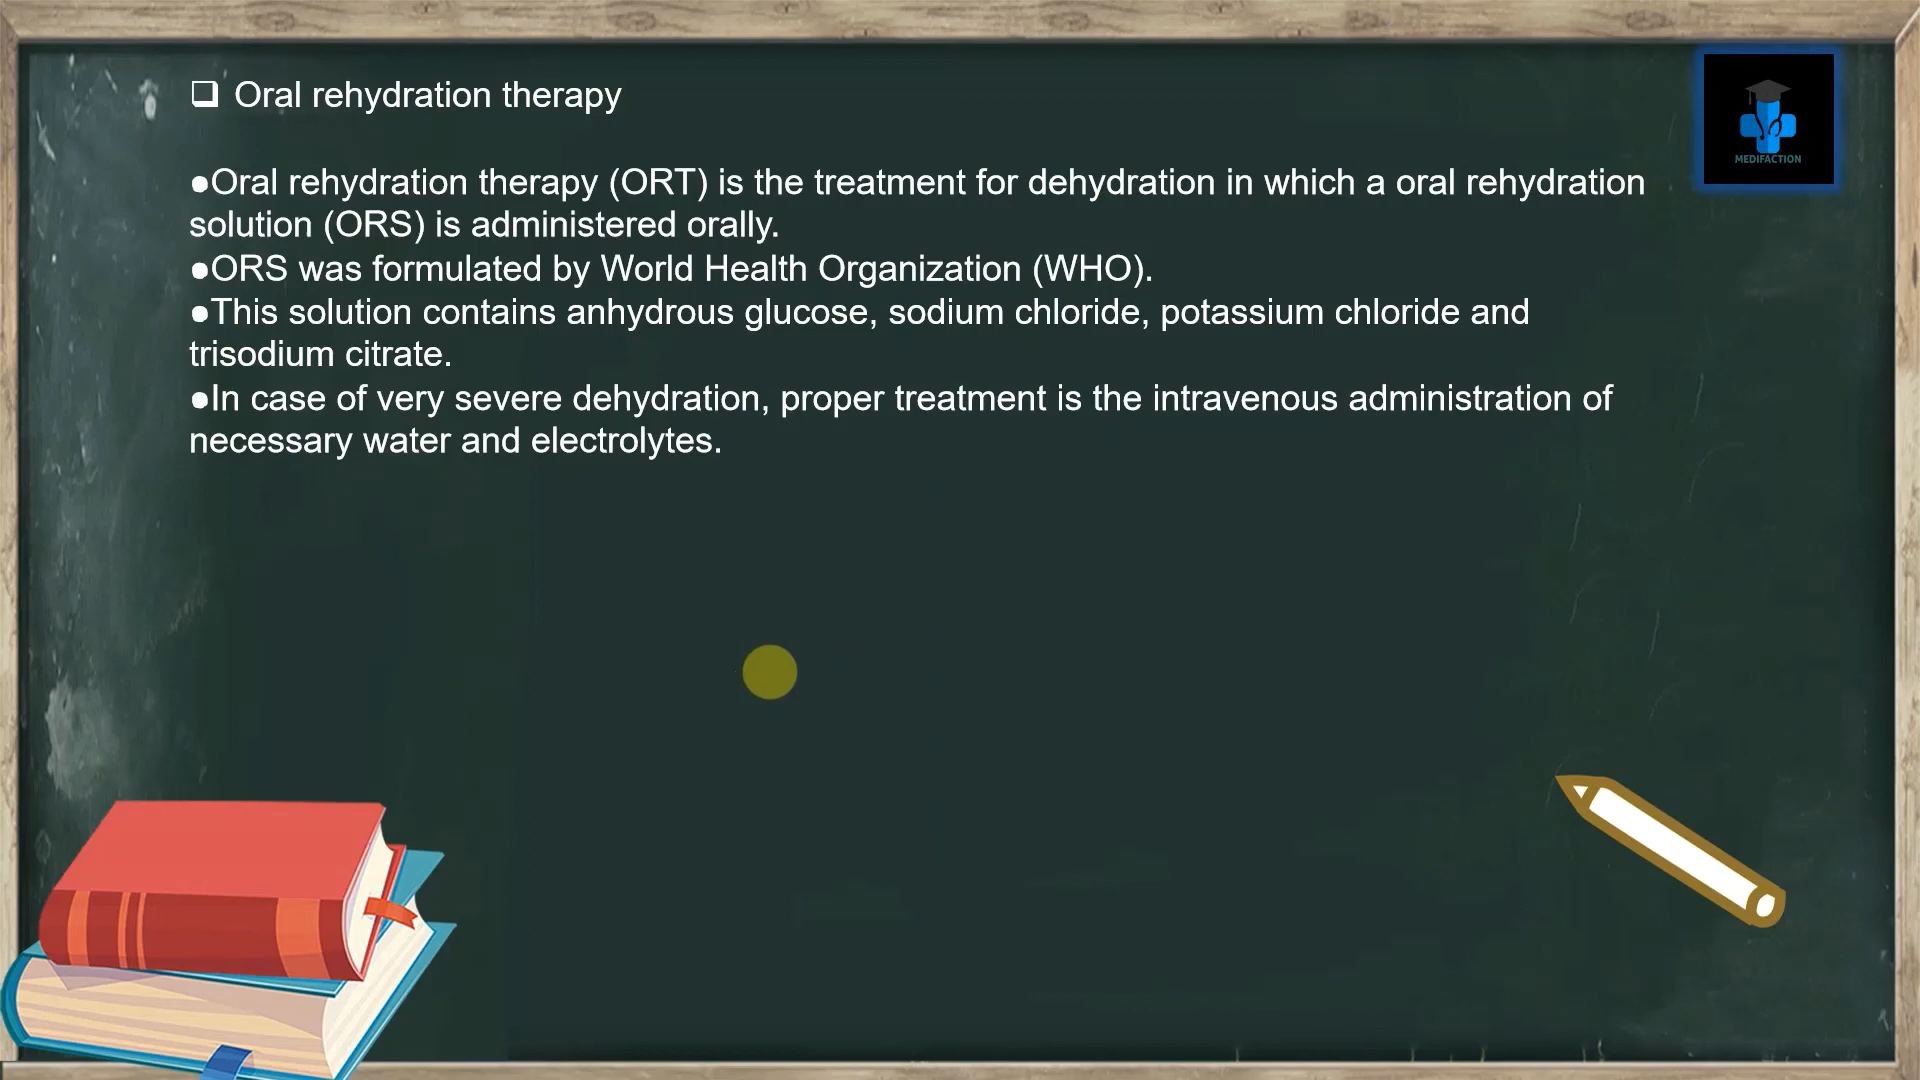 ❑ Oral rehydration therapy
MEDIFACTION
●Oral rehydration therapy (ORT) is the treatment for dehydration in which a oral rehydration
solution (ORS) is administered orally.
●ORS was formulated by World Health Organization (WHO).
●This solution contains anhydrous glucose, sodium chloride, potassium chloride and
trisodium citrate.
●In case of very severe dehydration, proper treatment is the intravenous administration of
necessary water and electrolytes.